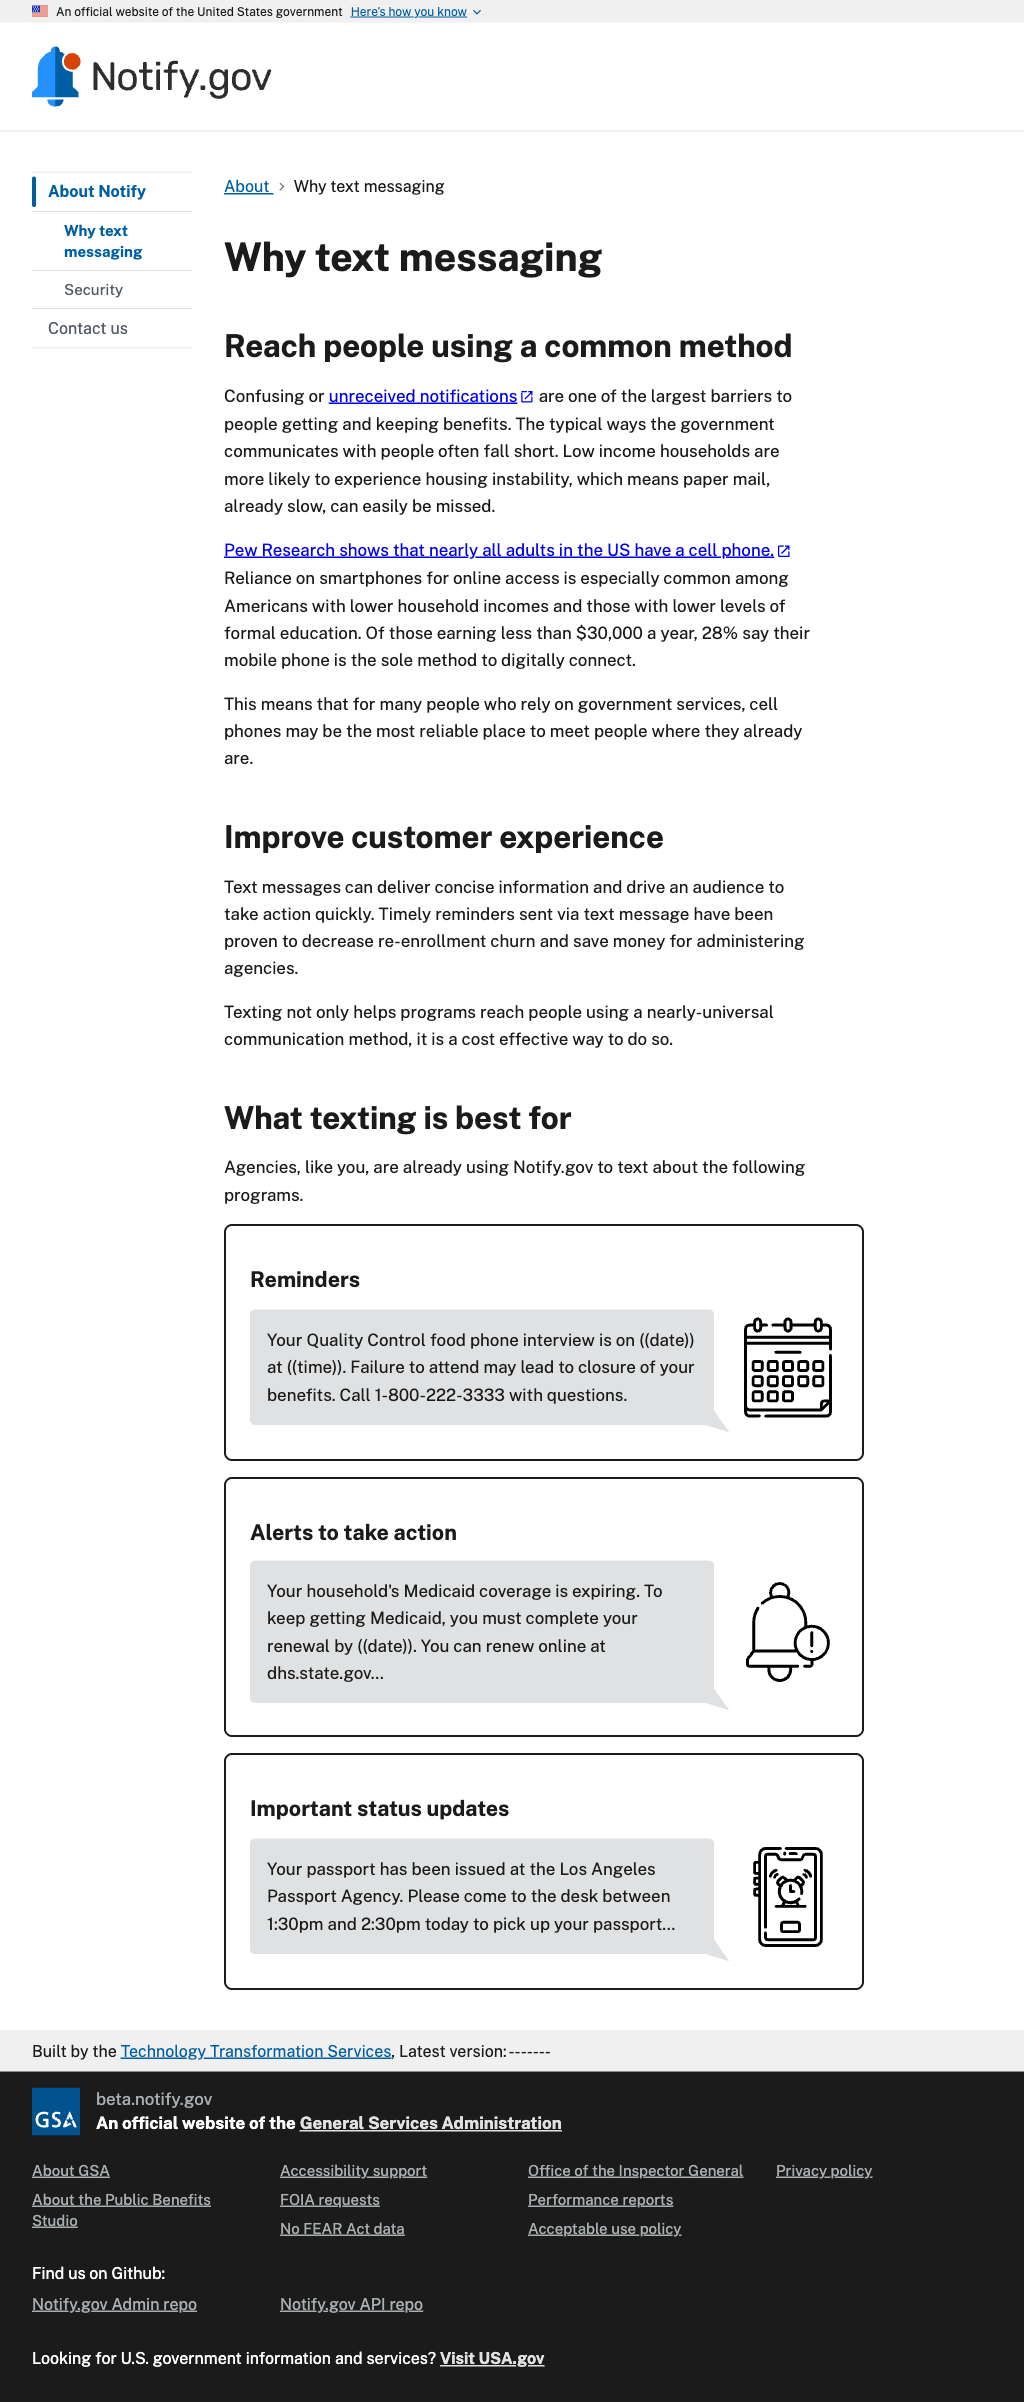 An official website of the United States government Here's how you know
Notify.gov
About Notify
Why text
messaging
Security
Contact us
About > Why text messaging
Why text messaging
Reach people using a common method
Confusing or unreceived notifications are one of the largest barriers to
people getting and keeping benefits. The typical ways the government
communicates with people often fall short. Low income households are
more likely to experience housing instability, which means paper mail,
already slow, can easily be missed.
Pew Research shows that nearly all adults in the US have a cell phone.
Reliance on smartphones for online access is especially common among
Americans with lower household incomes and those with lower levels of
formal education. Of those earning less than $30,000 a year, 28% say their
mobile phone is the sole method to digitally connect.
This means that for many people who rely on government services, cell
phones may be the most reliable place to meet people where they already
are.
Improve customer experience
Text messages can deliver concise information and drive an audience to
take action quickly. Timely reminders sent via text message have been
proven to decrease re-enrollment churn and save money for administering
agencies.
Texting not only helps programs reach people using a nearly-universal
communication method, it is a cost effective way to do so.
What texting is best for
Agencies, like you, are already using Notify.gov to text about the following
programs.
Reminders
Your Quality Control food phone interview is on ((date))
at ((time)). Failure to attend may lead to closure of your
benefits. Call 1-800-222-3333 with questions.
Alerts to take action
Your household's Medicaid coverage is expiring. To
keep getting Medicaid, you must complete your
renewal by ((date)). You can renew online at
dhs.state.gov...
Important status updates
Your passport has been issued at the Los Angeles
Passport Agency. Please come to the desk between
1:30pm and 2:30pm today to pick up your passport...
Built by the Technology Transformation Services, Latest version:-------
GSA
beta.notify.gov
An official website of the General Services Administration
About GSA
About the Public Benefits
Studio
Accessibility support
FOIA requests
No FEAR Act data
Office of the Inspector General
Performance reports
Acceptable use policy
Privacy policy
Find us on Github:
Notify.gov Admin repo
Notify.gov API repo
Looking for U.S. government information and services? Visit USA.gov